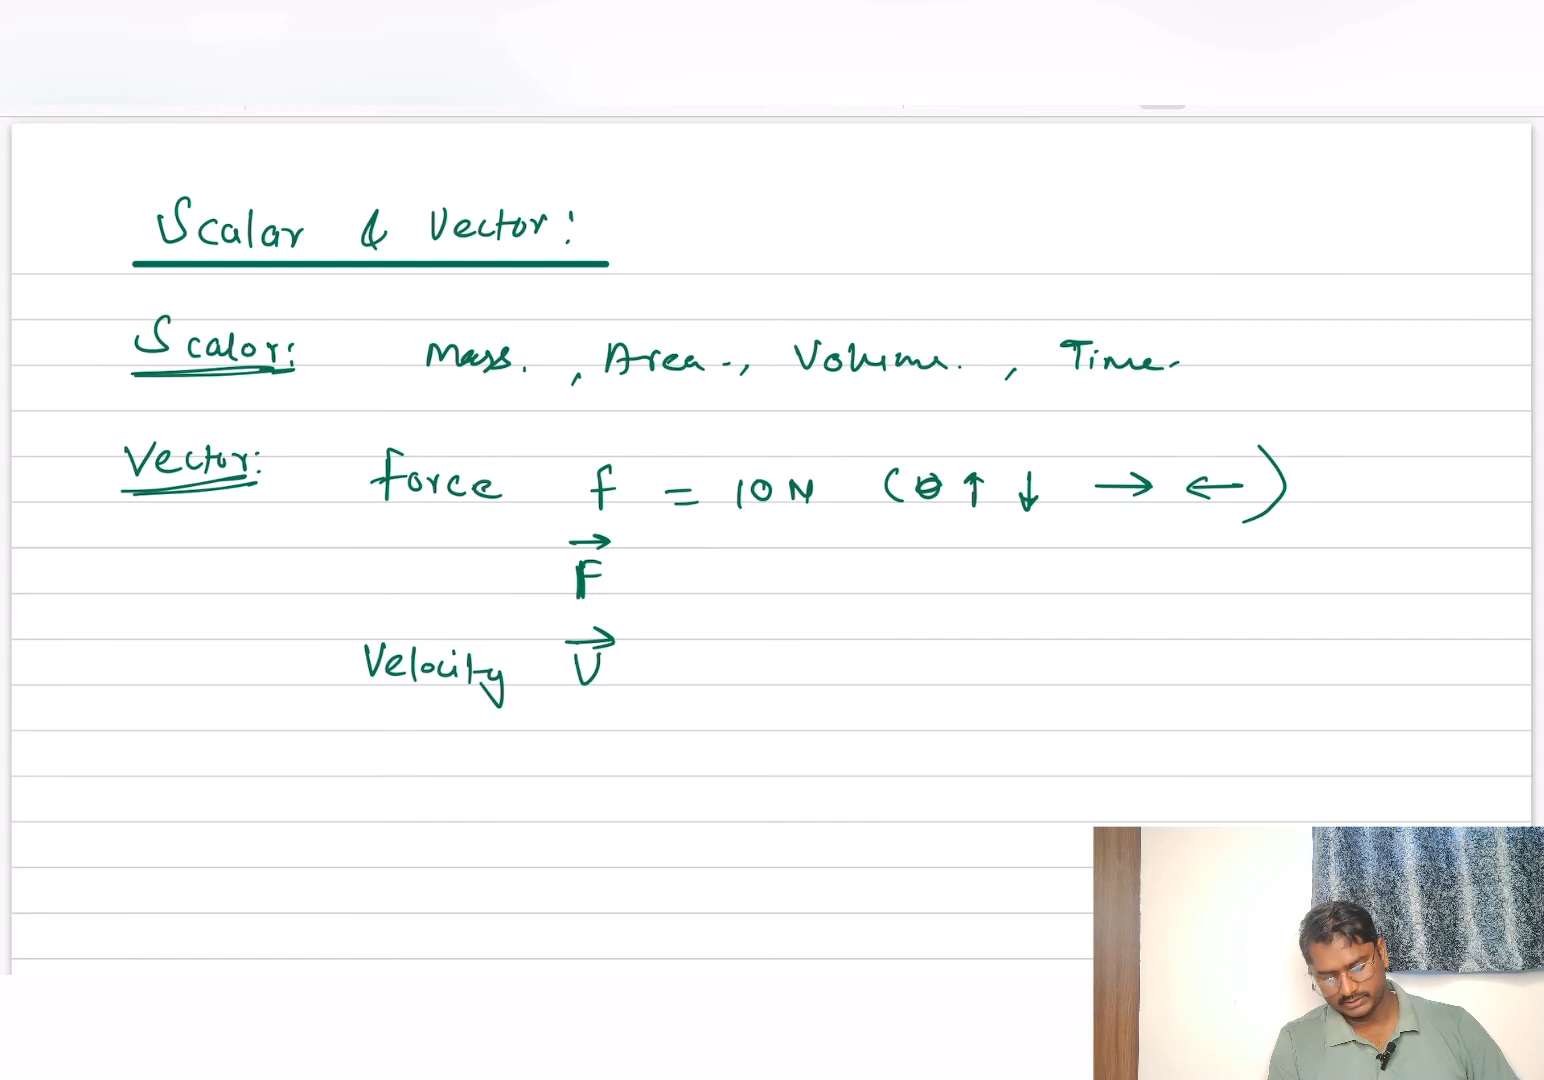 Scalar & Vector:
Scalar: Mass. , Area -, Volume. , Time.
Vector: Force f = 10 N (θ ↑ ↓ → ←)
F⃗
Velocity V⃗